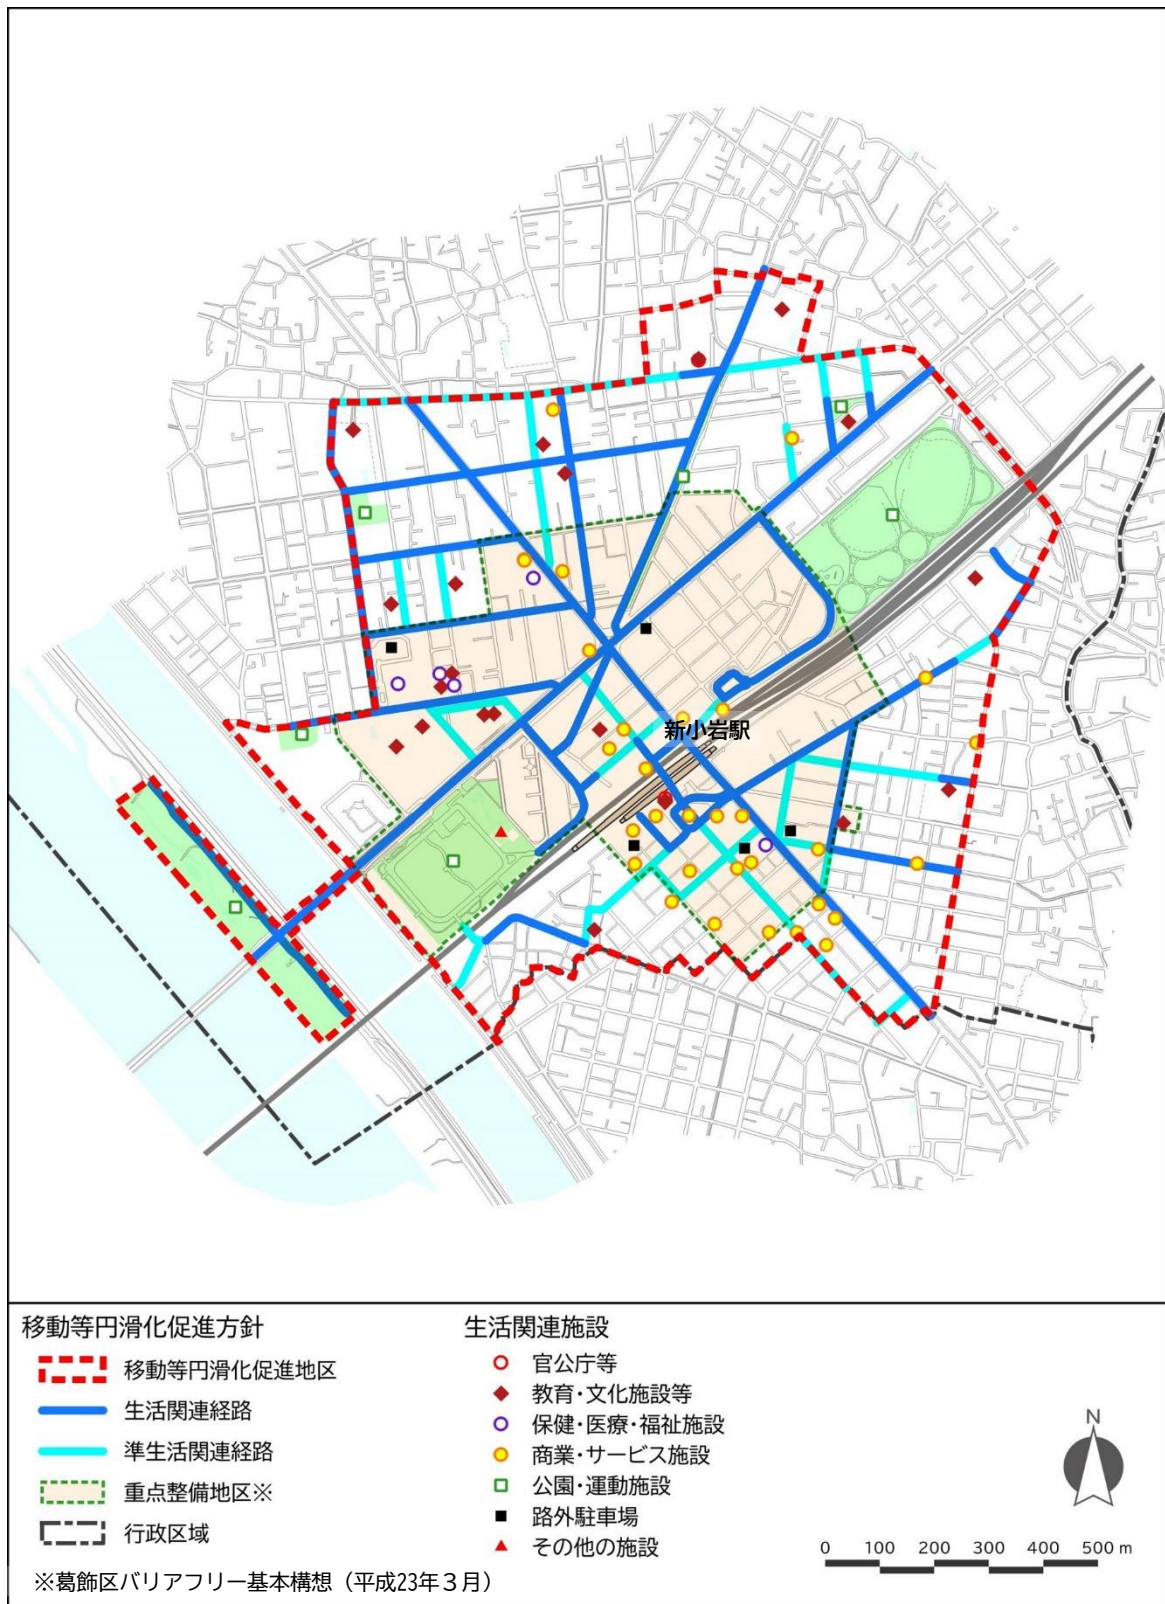 新小岩駅
移動等円滑化促進方針
移動等円滑化促進地区
生活関連経路
準生活関連経路
重点整備地区※
行政区域
※葛飾区バリアフリー基本構想（平成23年３月）
生活関連施設
官公庁等
教育・文化施設等
保健・医療・福祉施設
商業・サービス施設
公園・運動施設
路外駐車場
その他の施設
N
0 100 200 300 400 500 m